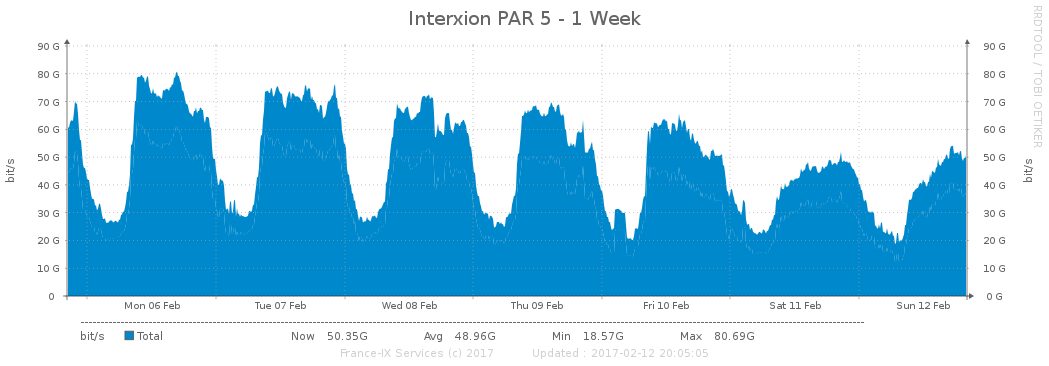 Interxion PAR 5 - 1 Week
RRDTOOL / TOBI OETIKER
90 G 90 G
80 G 80 G
70 G 70 G
60 G 60 G
50 G 50 G
40 G 40 G
30 G 30 G
20 G 20 G
10 G 10 G
0 0 G
bit/s
bit/s
Mon 06 Feb Tue 07 Feb Wed 08 Feb Thu 09 Feb Fri 10 Feb Sat 11 Feb Sun 12 Feb
bit/s Total Now 50.35G Avg 48.96G Min 18.57G Max 80.69G
France-IX Services (c) 2017 Updated : 2017-02-12 20:05:05